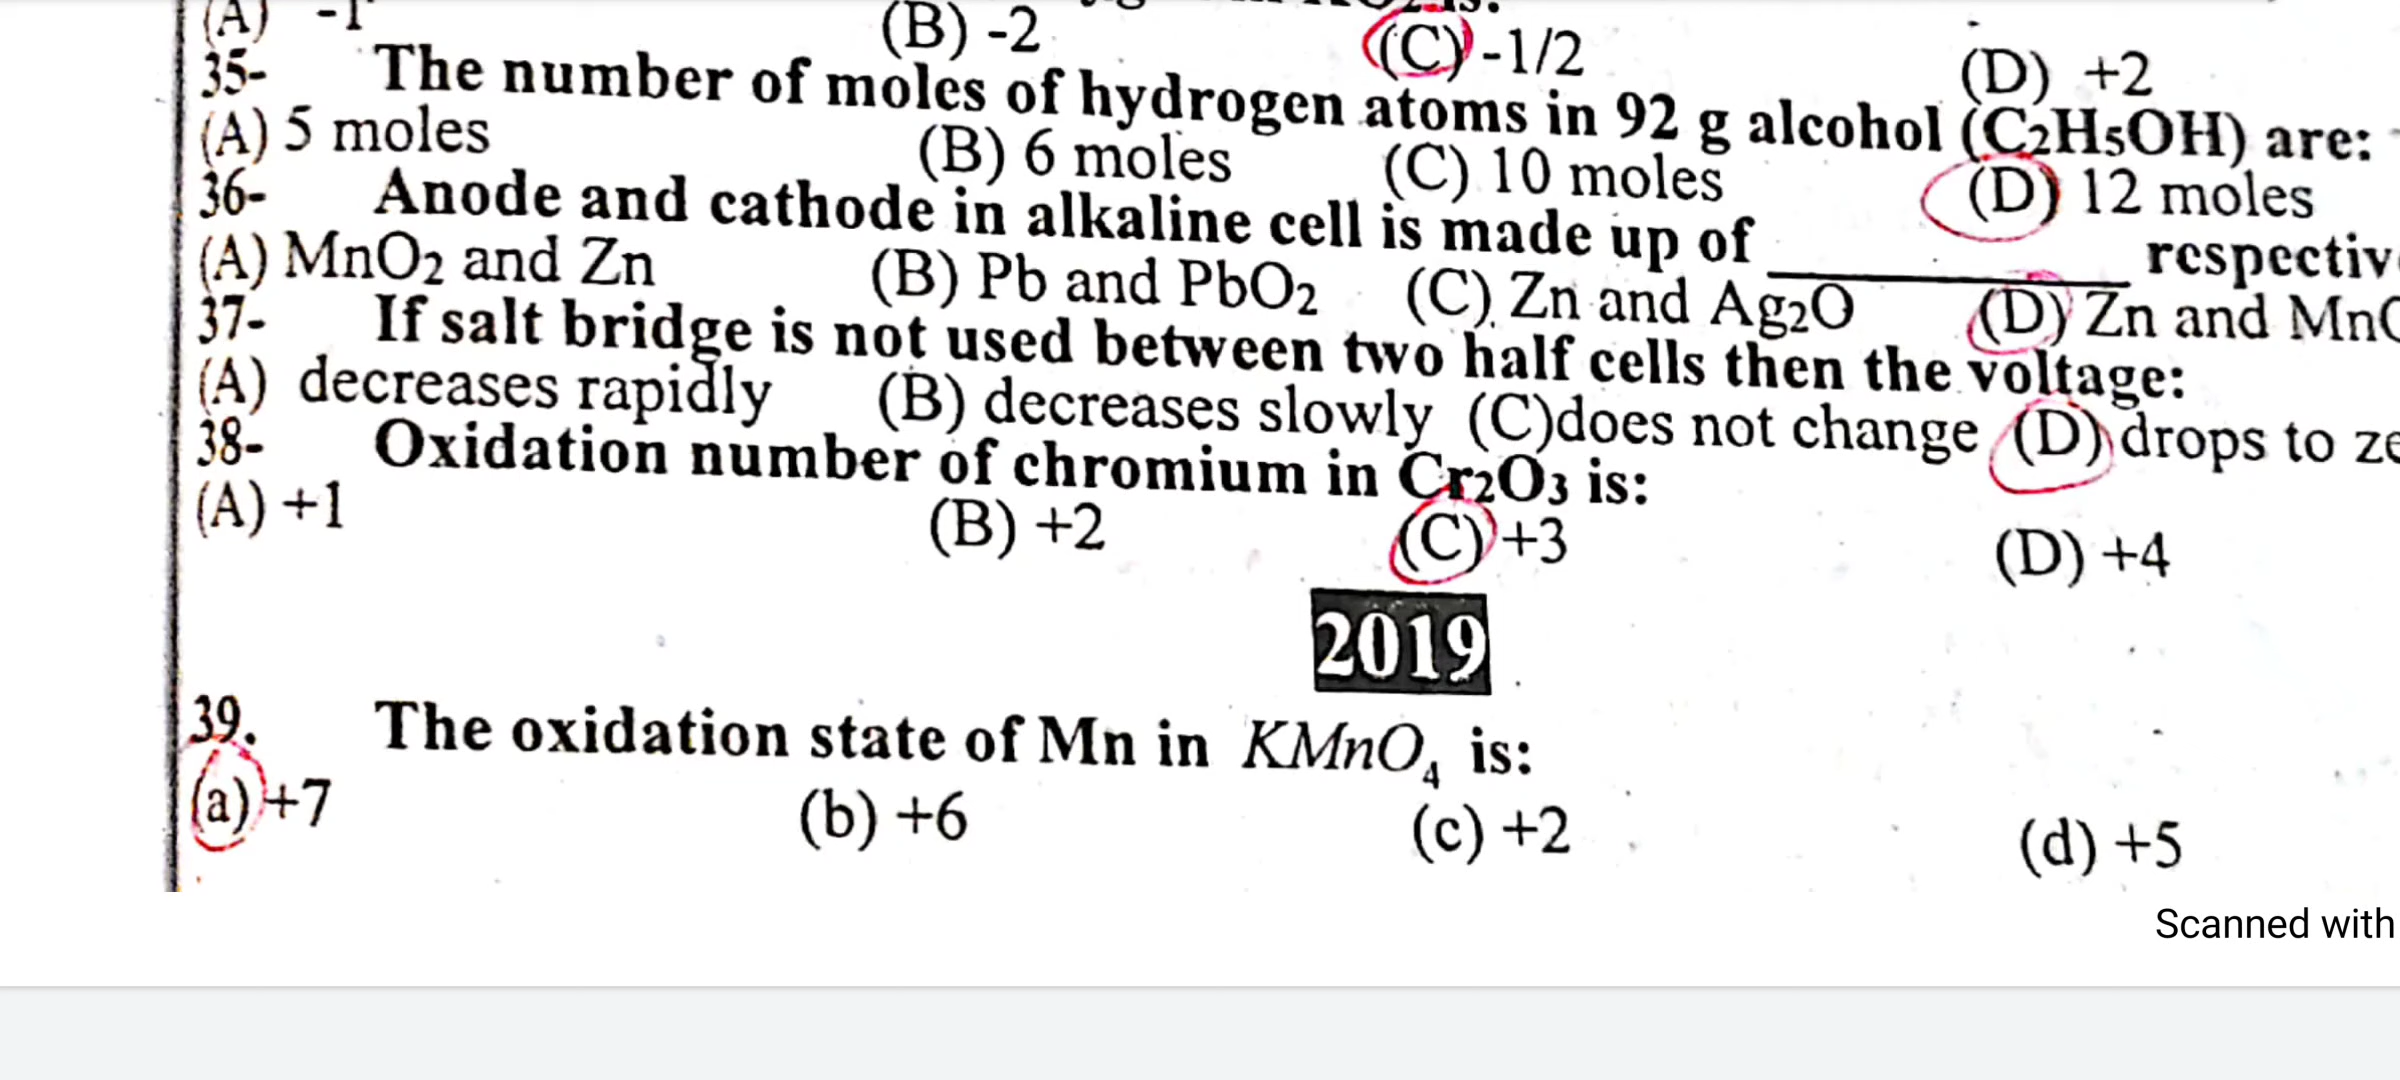 (A) -1 (B) -2 (C) -1/2 (D) +2
35- The number of moles of hydrogen atoms in 92 g alcohol (C2H5OH) are:
(A) 5 moles (B) 6 moles (C) 10 moles (D) 12 moles
36- Anode and cathode in alkaline cell is made up of __________ respectiv
(A) MnO2 and Zn (B) Pb and PbO2 (C) Zn and Ag2O (D) Zn and Mn
37- If salt bridge is not used between two half cells then the voltage:
(A) decreases rapidly (B) decreases slowly (C)does not change (D) drops to ze
38- Oxidation number of chromium in Cr2O3 is:
(A) +1 (B) +2 (C) +3 (D) +4
2019
39. The oxidation state of Mn in KMnO4 is:
(a) +7 (b) +6 (c) +2 (d) +5
Scanned with